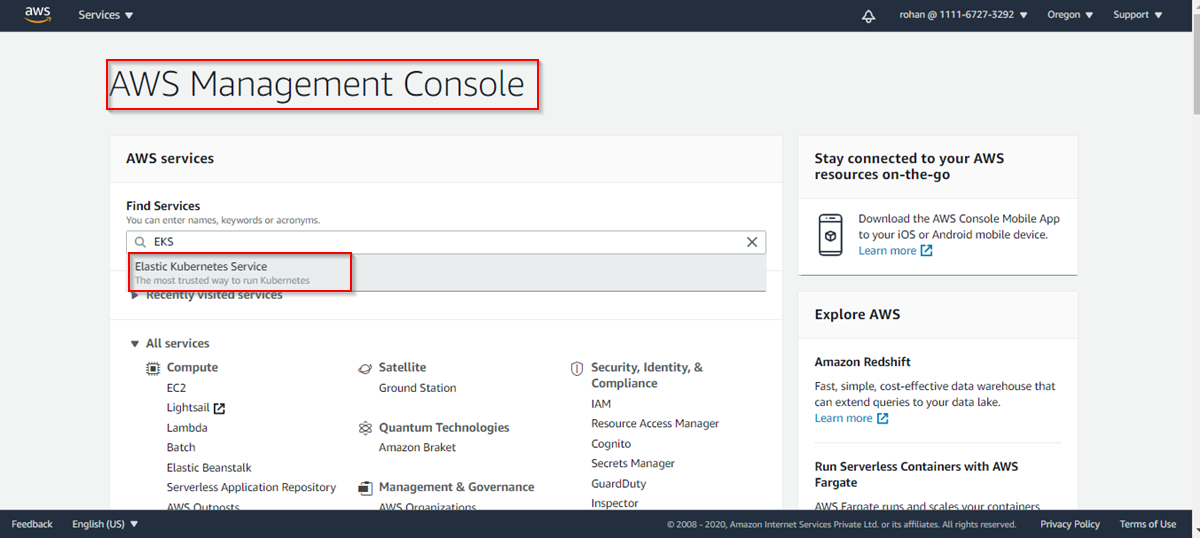 aws
Services
rohan @ 1111-6727-3292
Oregon
Support
AWS Management Console
AWS services
Find Services
You can enter names, keywords or acronyms.
EKS
Elastic Kubernetes Service
The most trusted way to run Kubernetes
Recently visited services
All services
Compute
EC2
Lightsail
Lambda
Batch
Elastic Beanstalk
Serverless Application Repository
AWS Outposts
Satellite
Ground Station
Quantum Technologies
Amazon Braket
Management & Governance
AWS Organizations
Security, Identity, &
Compliance
IAM
Resource Access Manager
Cognito
Secrets Manager
GuardDuty
Inspector
Stay connected to your AWS
resources on-the-go
Download the AWS Console Mobile App
to your iOS or Android mobile device.
Learn more
Explore AWS
Amazon Redshift
Fast, simple, cost-effective data warehouse that
can extend queries to your data lake.
Learn more
Run Serverless Containers with AWS
Fargate
AWS Fargate runs and scales your containers
Feedback
English (US)
© 2008 - 2020, Amazon Internet Services Private Ltd. or its affiliates. All rights reserved.
Privacy Policy
Terms of Use